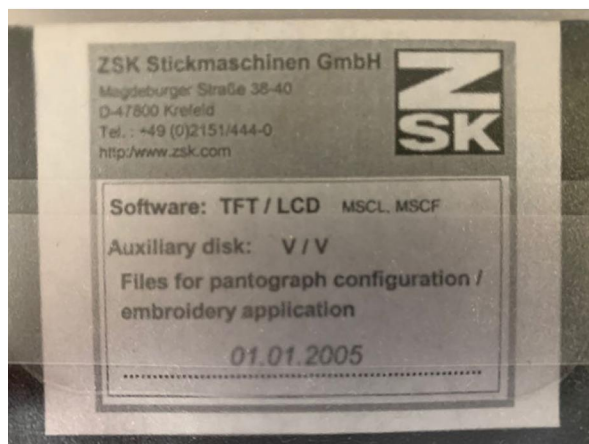 ZSK Stickmaschinen GmbH
Magdeburger Straße 38-40
D-47800 Krefeld
Tel.: +49 (0)2151/444-0
http:/www.zsk.com
Z
SK
Software: TFT / LCD MSCL, MSCF
Auxiliary disk: V / V
Files for pantograph configuration /
embroidery application
01.01.2005